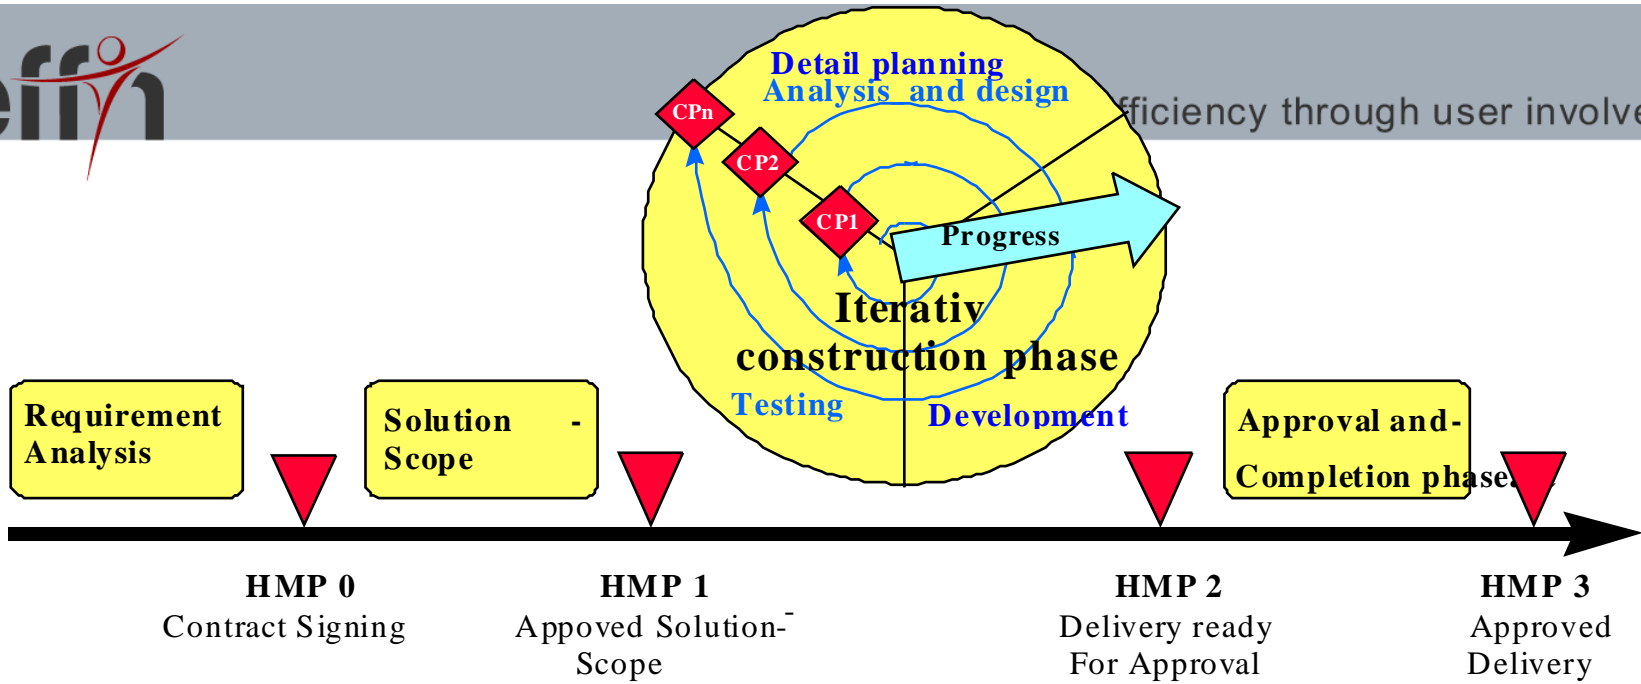 effin
fficiency through user involve
Detail planning
Analysis and design
CPn
CP2
CP1
Progress
Iterativ
construction phase
Testing
Development
Requirement
Analysis
Solution -
Scope
Approval and-
Completion phase
HMP 0
Contract Signing
HMP 1
Appoved Solution-
Scope
HMP 2
Delivery ready
For Approval
HMP 3
Approved
Delivery